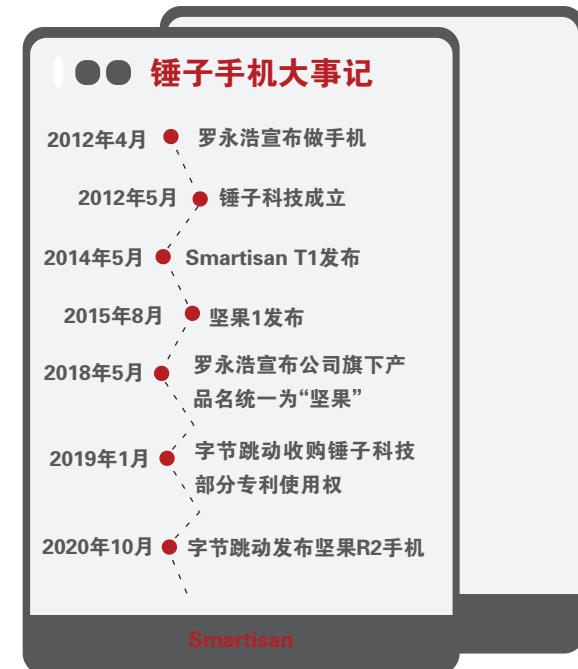 锤子手机大事记
2012年4月 罗永浩宣布做手机
2012年5月 锤子科技成立
2014年5月 Smartisan T1发布
2015年8月 坚果1发布
2018年5月 罗永浩宣布公司旗下产
品名统一为“坚果”
2019年1月 字节跳动收购锤子科技
部分专利使用权
2020年10月 字节跳动发布坚果R2手机
Smartisan